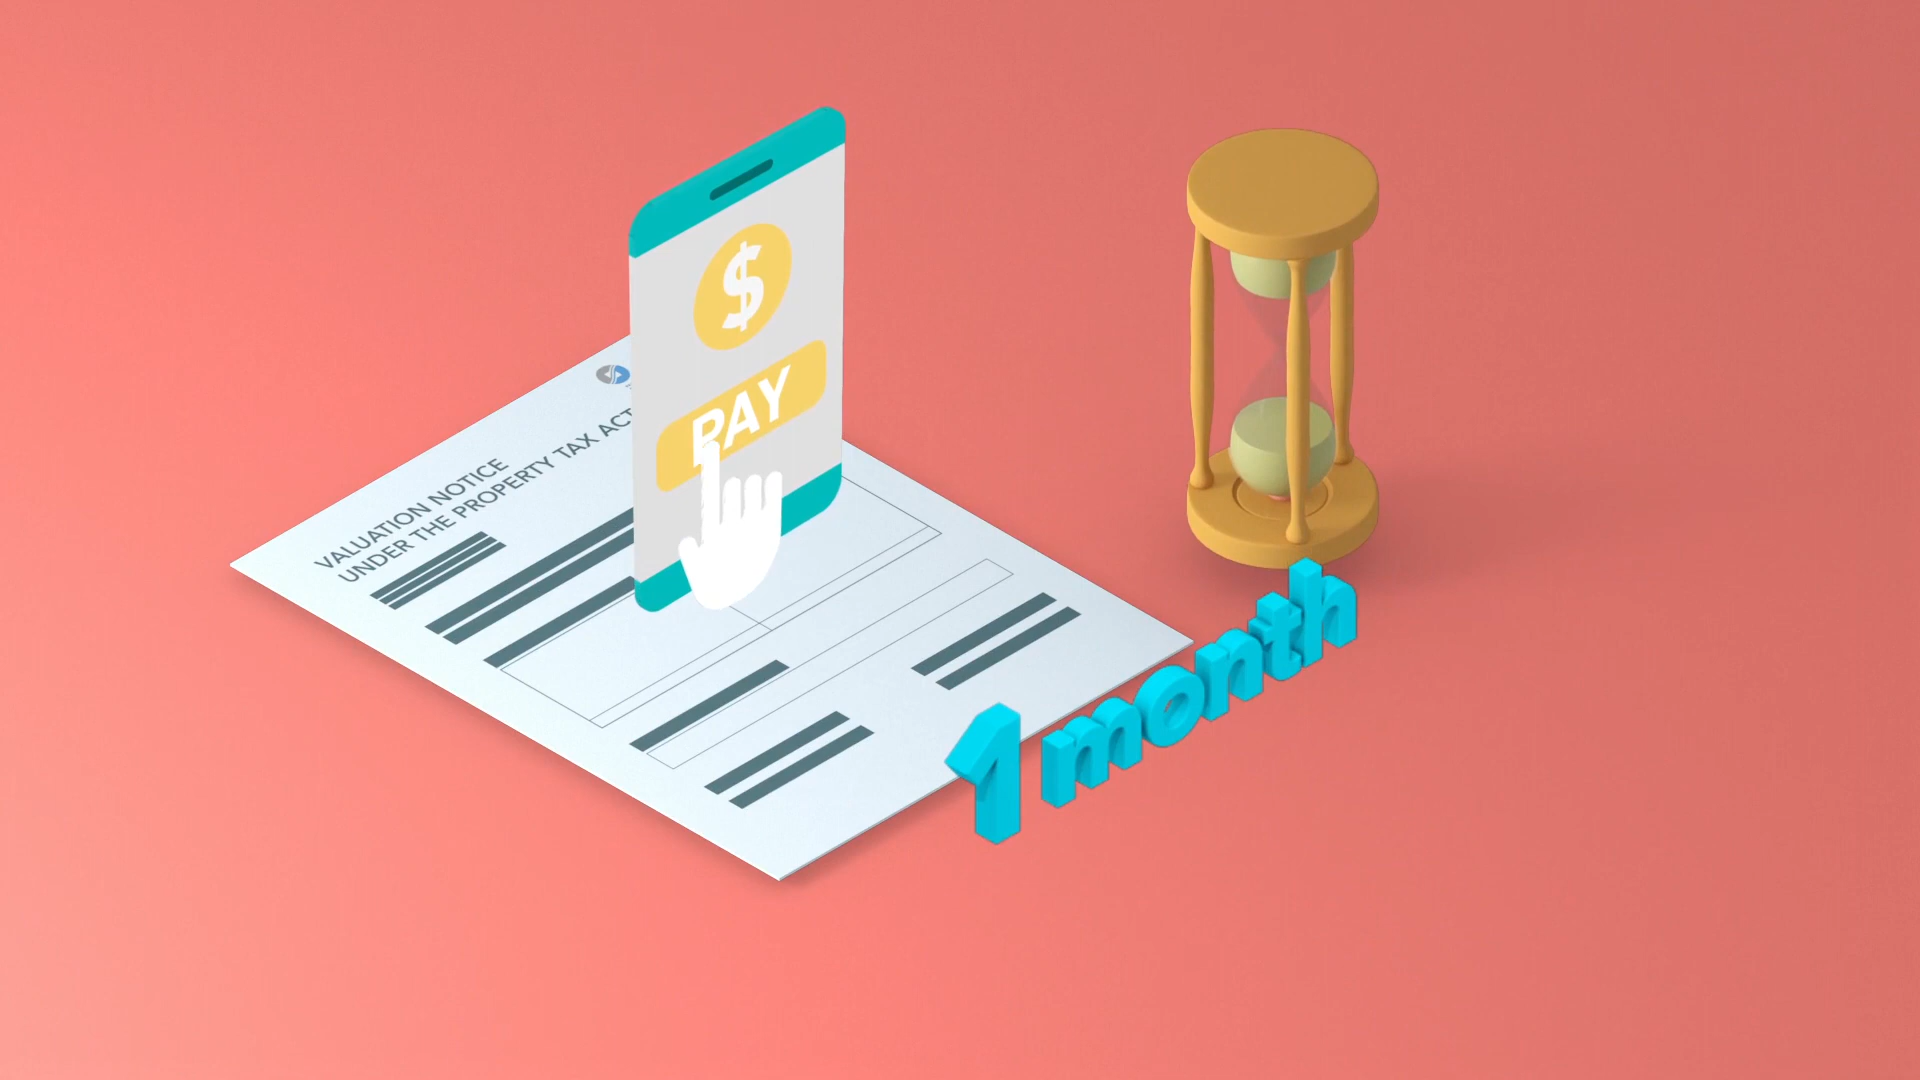 $
PAY
VALUATION NOTICE
UNDER THE PROPERTY TAX ACT
1 month